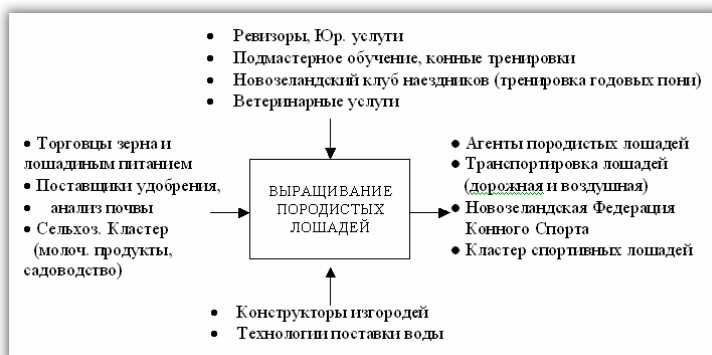 • Ревизоры, Юр. услуги
• Подмастерное обучение, конные тренировки
• Новозеландский клуб наездников (тренировка годовых пони)
• Ветеринарные услуги
• Торговцы зерна и
лошадиным питанием
• Поставщики удобрения,
• анализ почвы
• Сельхоз. Кластер
(молоч. продукты,
садоводство)
ВЫРАЩИВАНИЕ
ПОРОДИСТЫХ
ЛОШАДЕЙ
• Агенты породистых лошадей
• Транспортировка лошадей
(дорожная и воздушная)
• Новозеландская Федерация
Конного Спорта
• Кластер спортивных лошадей
• Конструкторы изгородей
• Технологии поставки воды